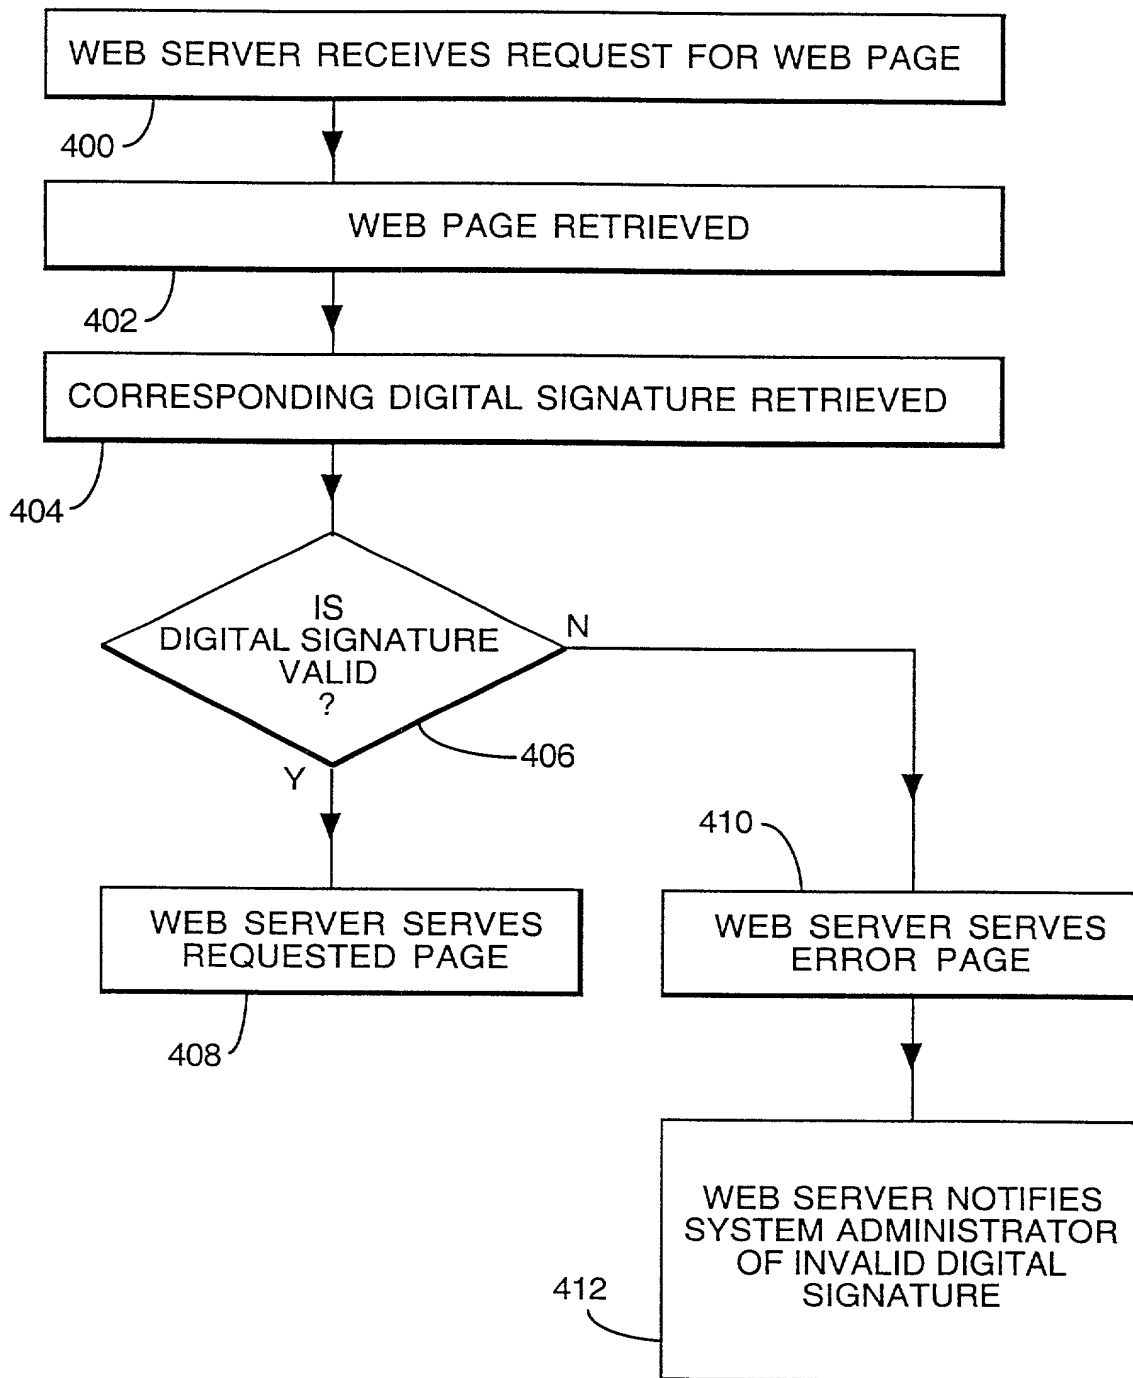 WEB SERVER RECEIVES REQUEST FOR WEB PAGE
400
WEB PAGE RETRIEVED
402
CORRESPONDING DIGITAL SIGNATURE RETRIEVED
404
IS
DIGITAL SIGNATURE
VALID
?
N
406
Y
410
WEB SERVER SERVES
REQUESTED PAGE
408
WEB SERVER SERVES
ERROR PAGE
WEB SERVER NOTIFIES
SYSTEM ADMINISTRATOR
OF INVALID DIGITAL
SIGNATURE
412